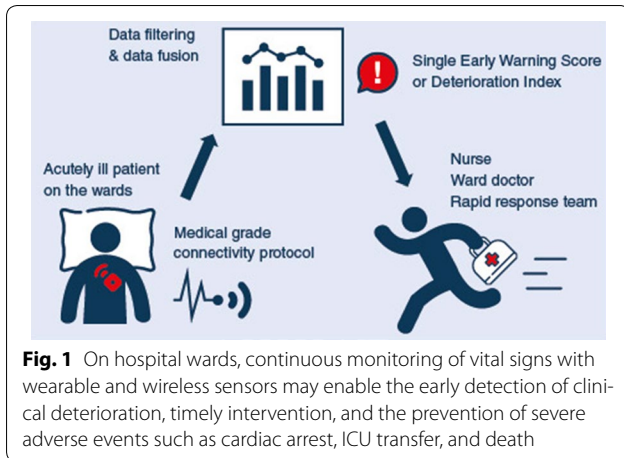 Data filtering
& data fusion
Single Early Warning Score
or Deterioration Index
Acutely ill patient
on the wards
Medical grade
connectivity protocol
Nurse
Ward doctor
Rapid response team
Fig. 1 On hospital wards, continuous monitoring of vital signs with
wearable and wireless sensors may enable the early detection of clini-
cal deterioration, timely intervention, and the prevention of severe
adverse events such as cardiac arrest, ICU transfer, and death